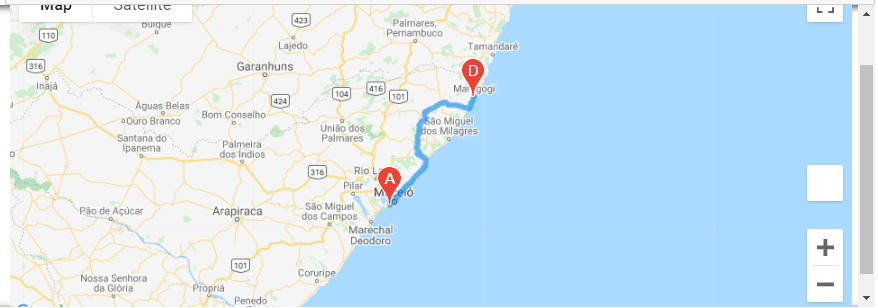 Map
Satellite
423
Palmares,
Pernambuco
Buíque
110
Lajedo
Tamandaré
316
Garanhuns
D
Inajá
416
104
101
Maragogi
424
Águas Belas
Ouro Branco
Bom Conselho
São Miguel
dos Milagres
Santana do
Ipanema
União dos
Palmares
Palmeira
dos Índios
316
Rio L
A
Pilar
Maceió
Pão de Açúcar
Arapiraca
São Miguel
dos Campos
Marechal
Deodoro
101
Coruripe
Nossa Senhora
da Glória
Propriá
Penedo